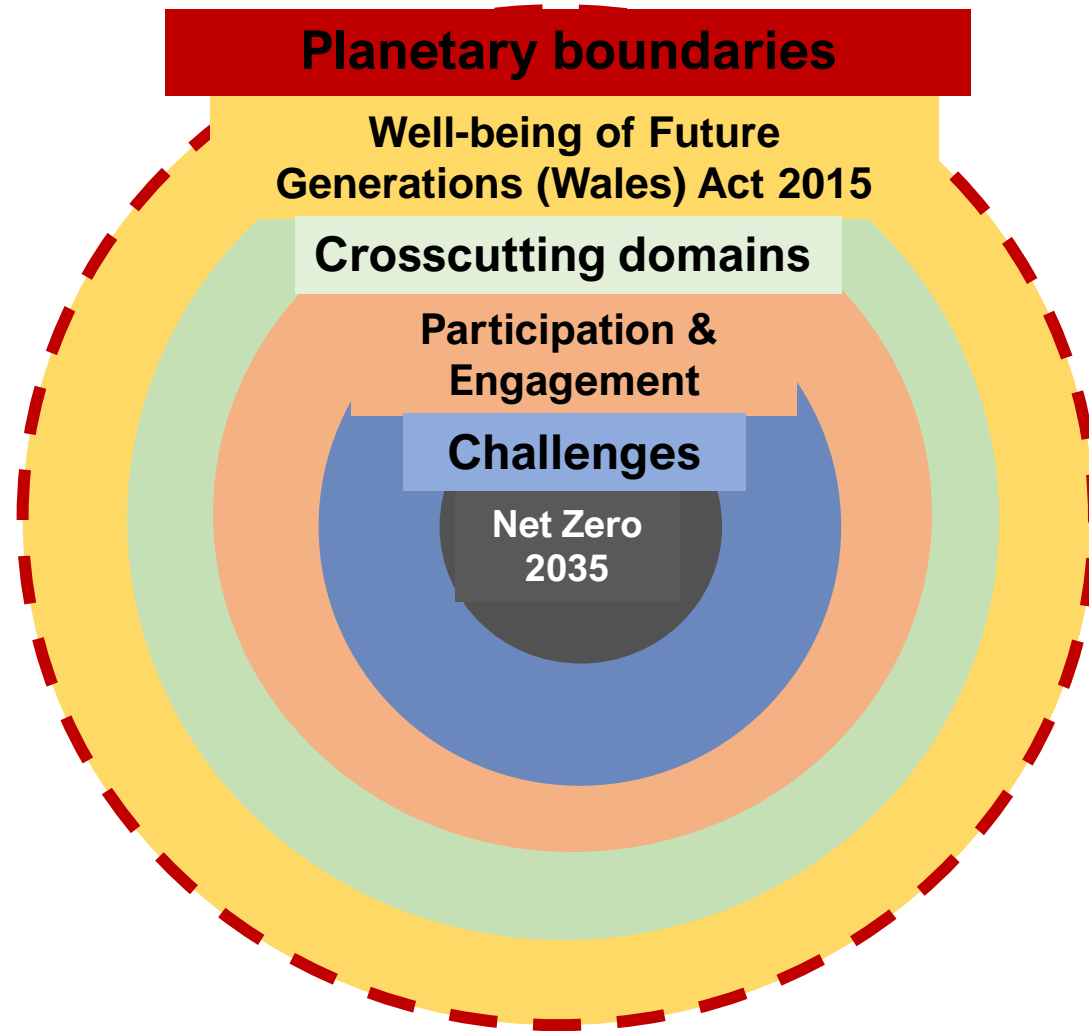 Planetary boundaries
Well-being of Future
Generations (Wales) Act 2015
Crosscutting domains
Participation &
Engagement
Challenges
Net Zero
2035